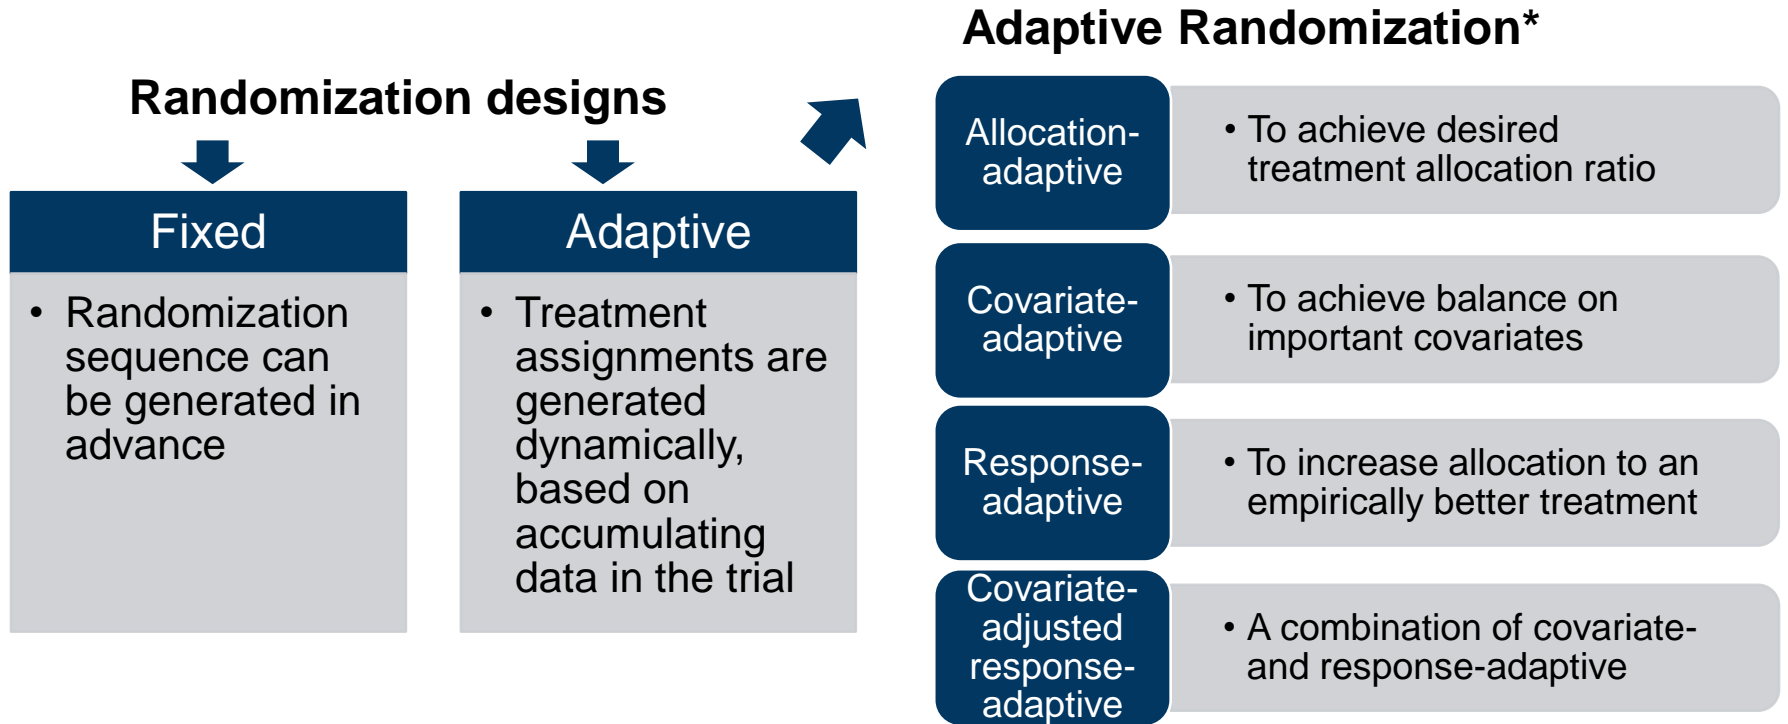 Randomization designs
Fixed
• Randomization
sequence can
be generated in
advance
Adaptive
• Treatment
assignments are
generated
dynamically,
based on
accumulating
data in the trial
Adaptive Randomization*
Allocation-
adaptive
• To achieve desired
treatment allocation ratio
Covariate-
adaptive
• To achieve balance on
important covariates
Response-
adaptive
• To increase allocation to an
empirically better treatment
Covariate-
adjusted
response-
adaptive
• A combination of covariate-
and response-adaptive